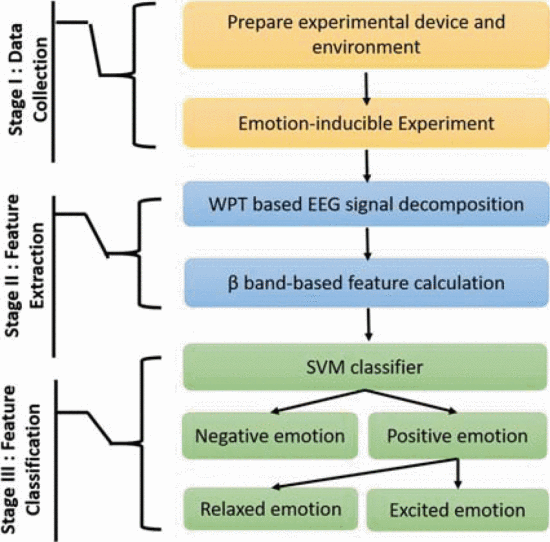 Stage I : Data
Collection
Prepare experimental device and
environment
Emotion-inducible Experiment
Stage II : Feature
Extraction
WPT based EEG signal decomposition
β band-based feature calculation
Stage III : Feature
Classification
SVM classifier
Negative emotion
Positive emotion
Relaxed emotion
Excited emotion